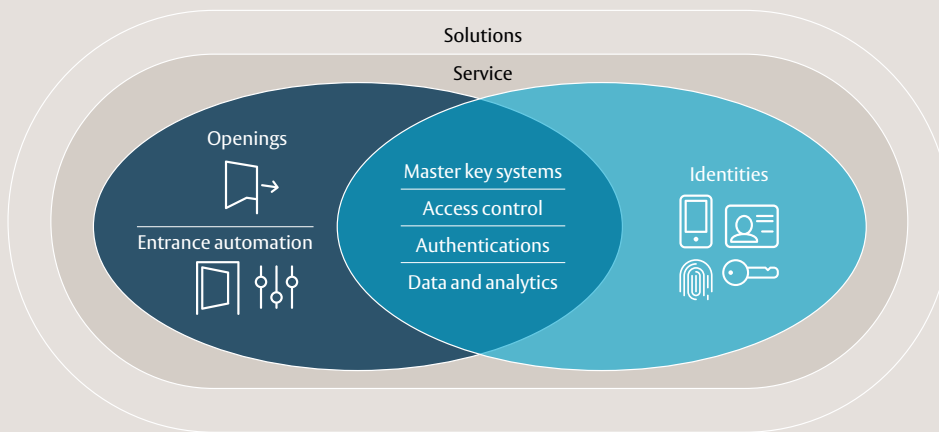 Solutions
Service
Openings
Entrance automation
Master key systems
Access control
Authentications
Data and analytics
Identities